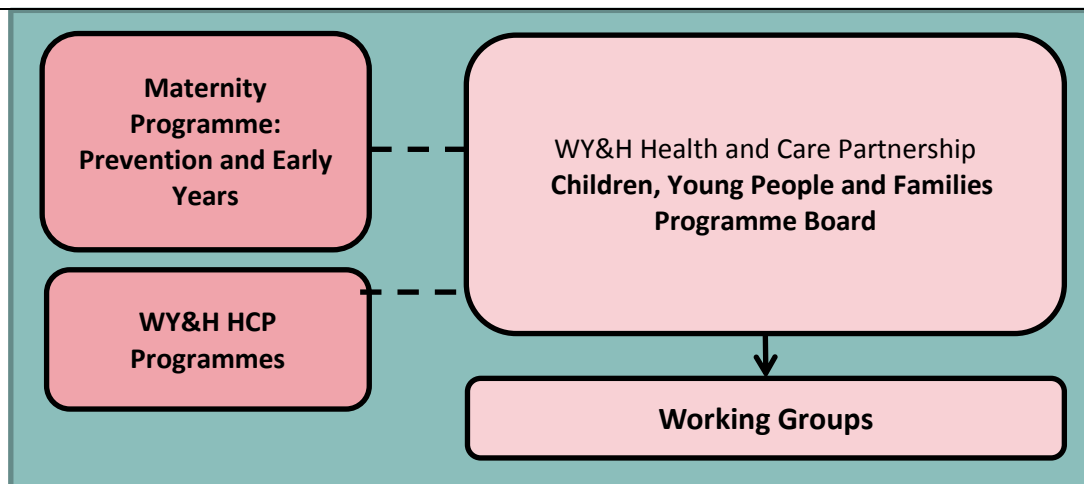 Maternity
Programme:
Prevention and Early
Years
WY&H Health and Care Partnership
Children, Young People and Families
Programme Board
WY&H HCP
Programmes
Working Groups